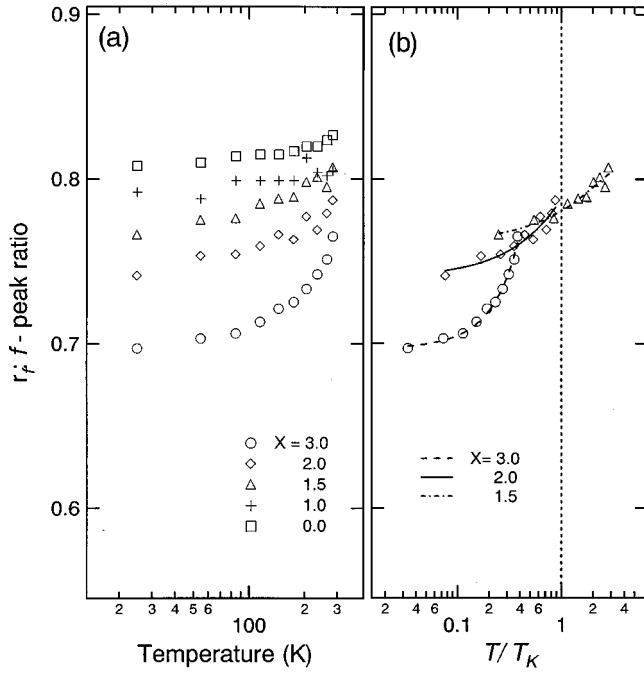 (a)
(b)
0.9
0.8
0.7
0.6
r_f ; f - peak ratio
X = 3.0
2.0
1.5
1.0
0.0
X= 3.0
2.0
1.5
2 3 4 5 6 100 2 3
4 6 0.1 2 4 6 1 2 4 6
Temperature (K)
T/ T_K